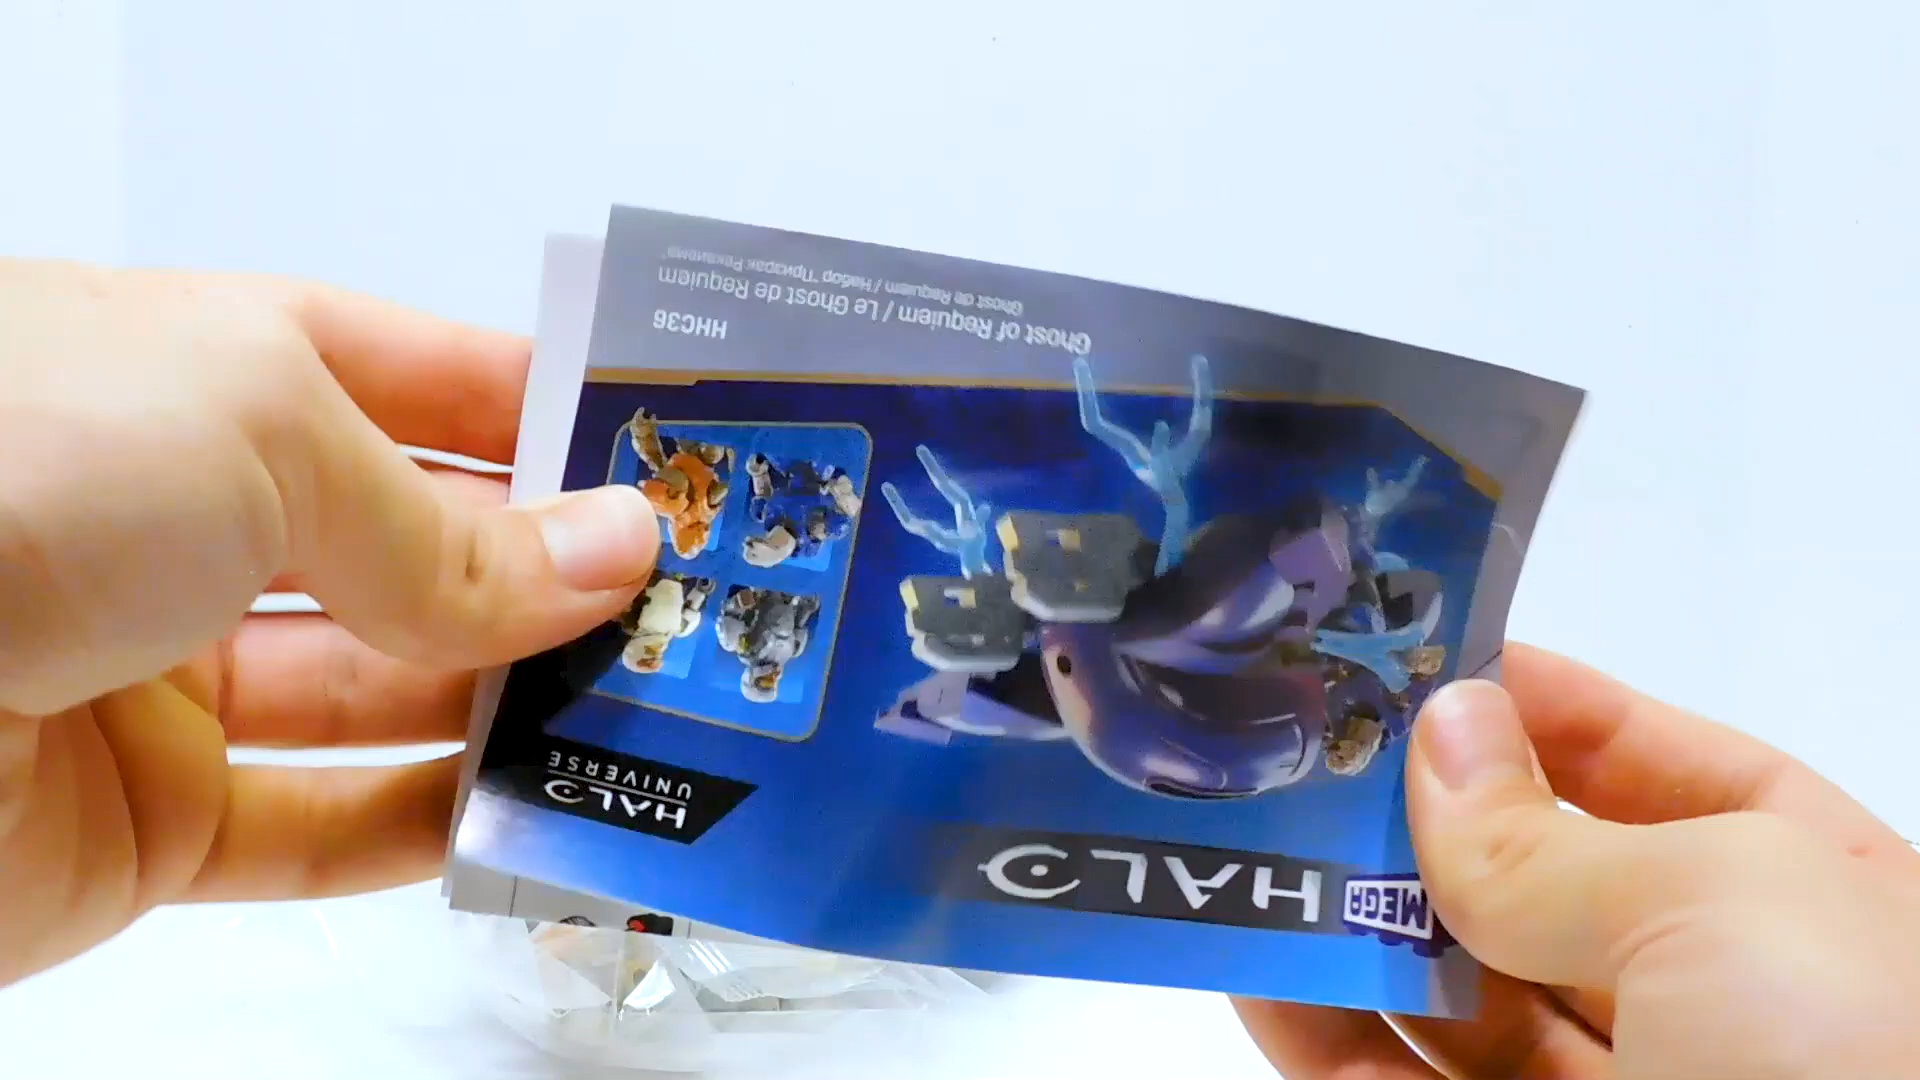 MEGA HALO
HALO
UNIVERSE
HHC36
Ghost of Requiem / Le Ghost de Requiem
Ghost de Requiem / Набор "Призрак Реквиема"